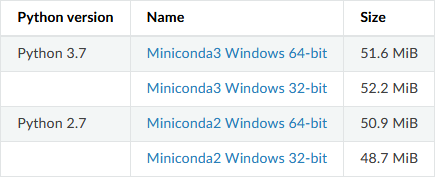 Python version Name Size
Python 3.7 Miniconda3 Windows 64-bit 51.6 MiB
Miniconda3 Windows 32-bit 52.2 MiB
Python 2.7 Miniconda2 Windows 64-bit 50.9 MiB
Miniconda2 Windows 32-bit 48.7 MiB